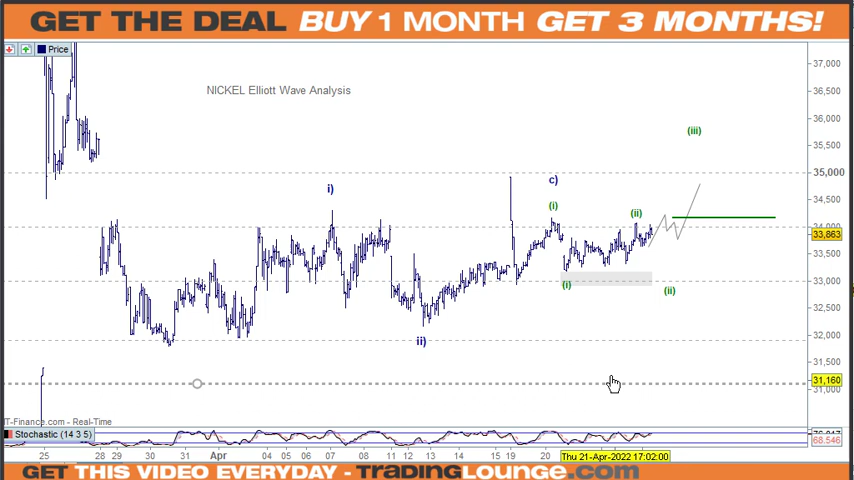 GET THE DEAL BUY 1 MONTH GET 3 MONTHS!
Price
37,000
NICKEL Elliott Wave Analysis
36,500
36,000
(iii)
35,500
35,000
i)
c)
34,500
(i)
(ii)
34,000
33,863
33,500
33,000
(i)
(ii)
32,500
32,000
ii)
31,500
31,160
31,000
IT-Finance.com - Real-Time
Stochastic (14 3 5)
68.546
25 28 29 30 31 Apr 04 05 06 07 08 10 11 12 13 14 15 19 20 Thu 21-Apr-2022 17:02:00
GET THIS VIDEO EVERYDAY - TradingLounge.com